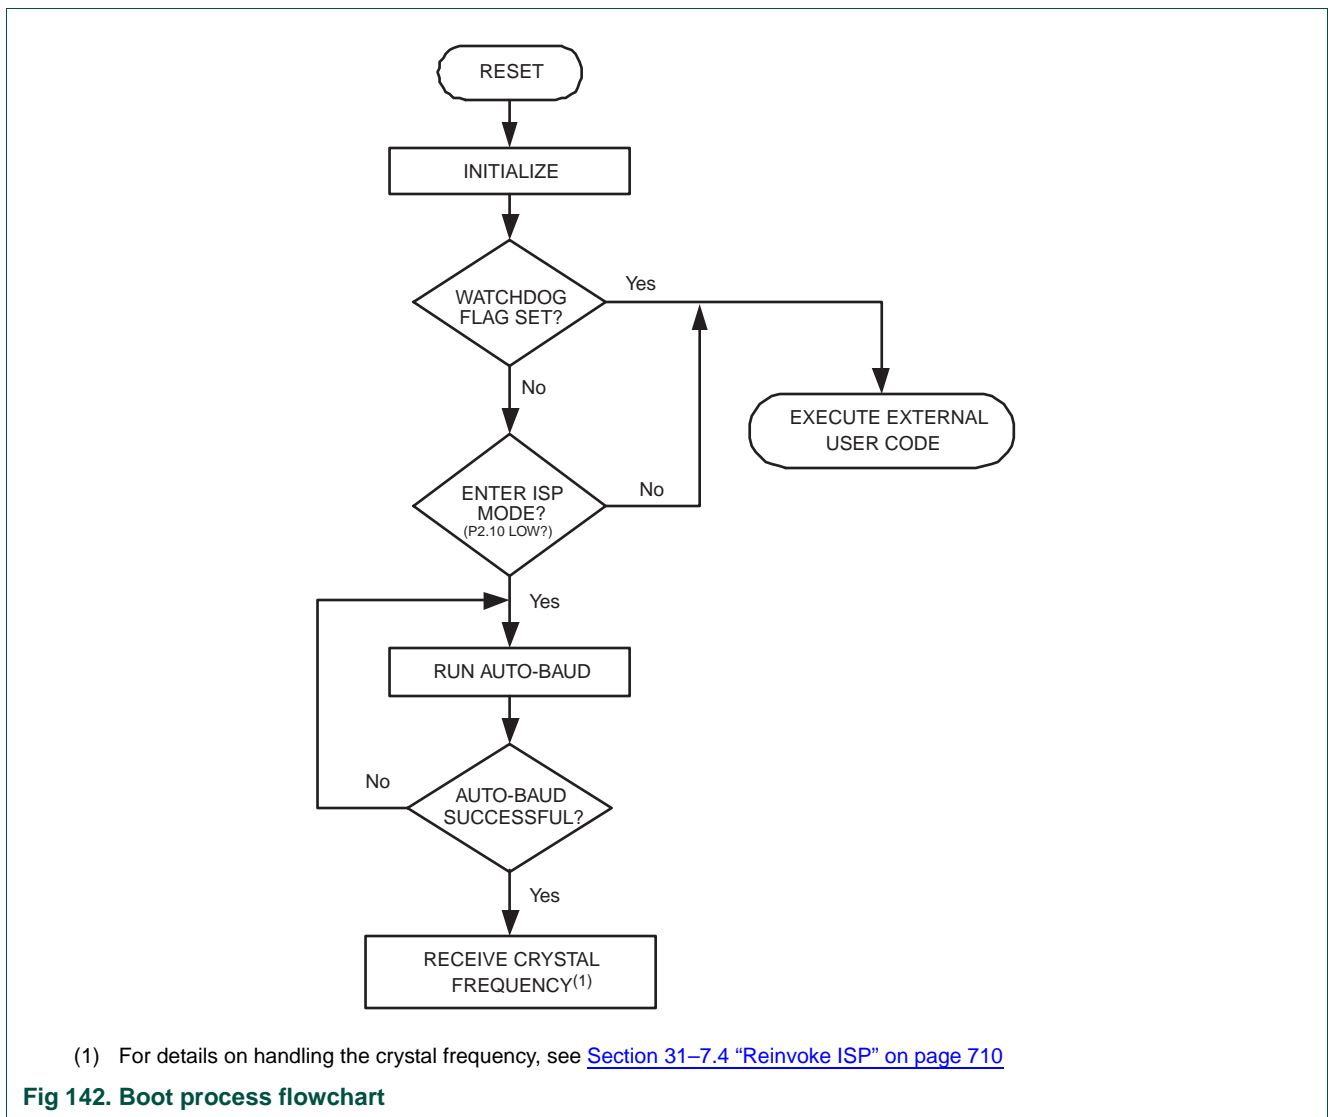 RESET
INITIALIZE
WATCHDOG
FLAG SET?
Yes
No
EXECUTE EXTERNAL
USER CODE
ENTER ISP
MODE?
(P2.10 LOW?)
No
Yes
RUN AUTO-BAUD
AUTO-BAUD
SUCCESSFUL?
No
Yes
RECEIVE CRYSTAL
FREQUENCY(1)
(1) For details on handling the crystal frequency, see Section 31–7.4 “Reinvoke ISP” on page 710
Fig 142. Boot process flowchart